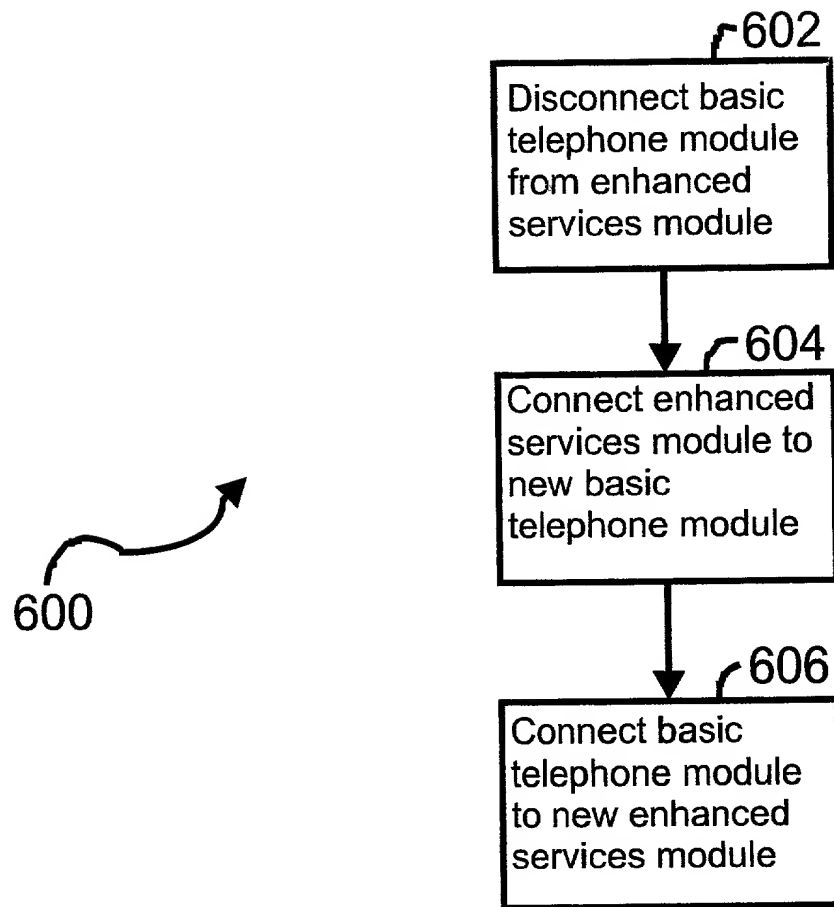 602
Disconnect basic
telephone module
from enhanced
services module
604
Connect enhanced
services module to
new basic
telephone module
600
606
Connect basic
telephone module
to new enhanced
services module